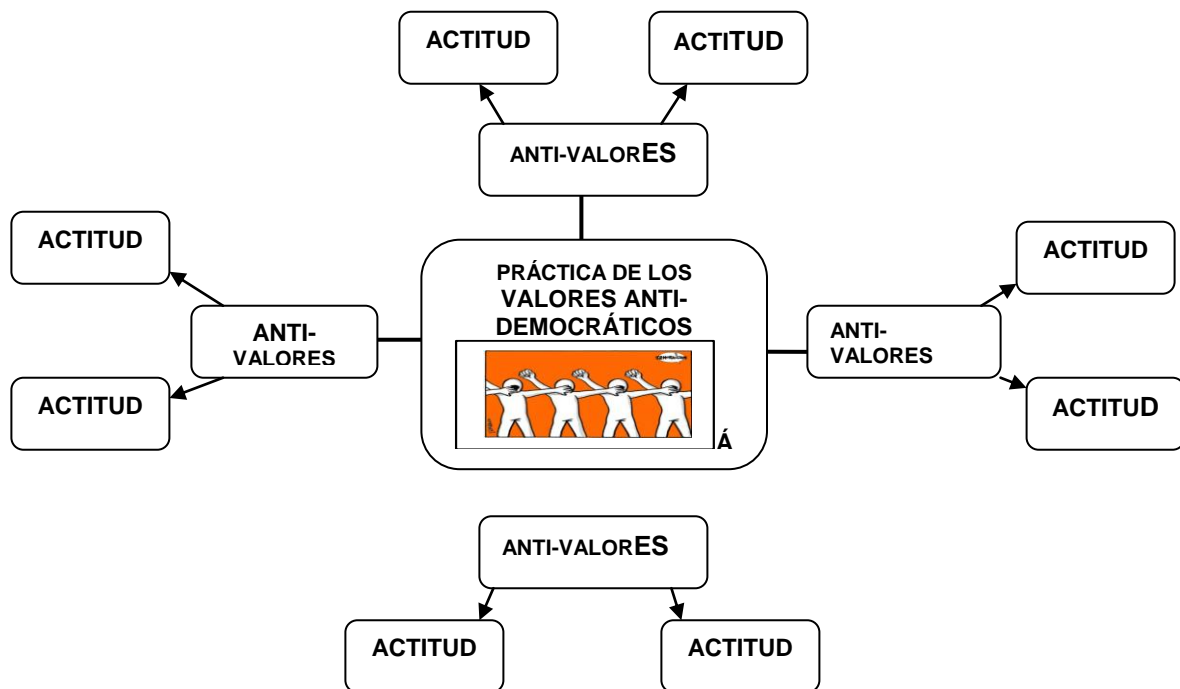 ACTITUD
ACTITUD
ANTI-VALORES
ACTITUD
ACTITUD
ANTI-
VALORES
PRÁCTICA DE LOS
VALORES ANTI-
DEMOCRÁTICOS
Á
ANTI-
VALORES
ACTITUD
ACTITUD
ANTI-VALORES
ACTITUD
ACTITUD